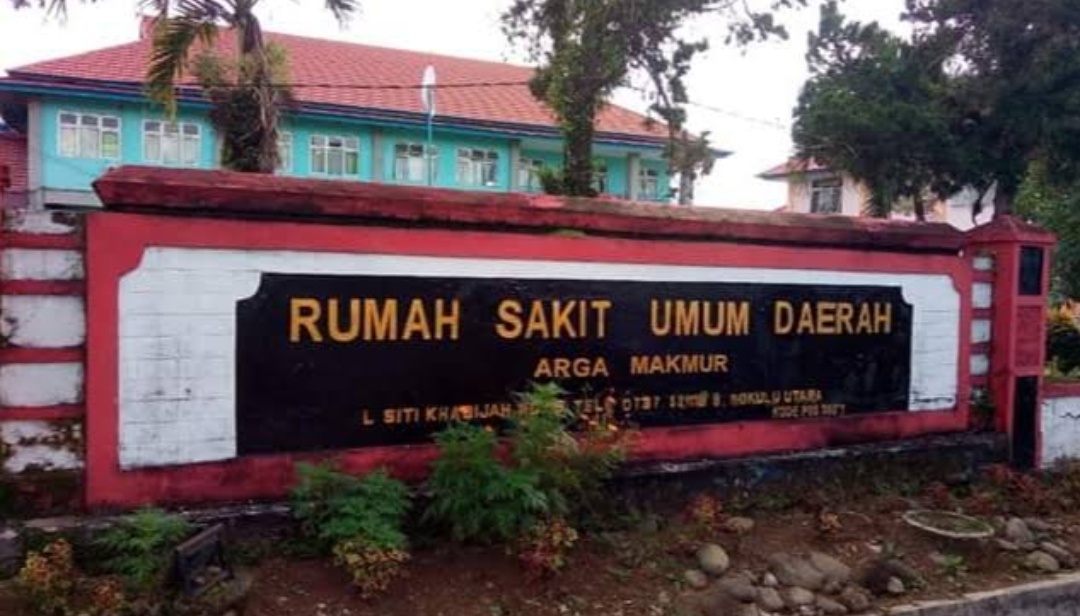 RUMAH SAKIT UMUM DAERAH
ARGA MAKMUR
L SITI KHADIJAH TELP 0737 UTARA
KODE POS